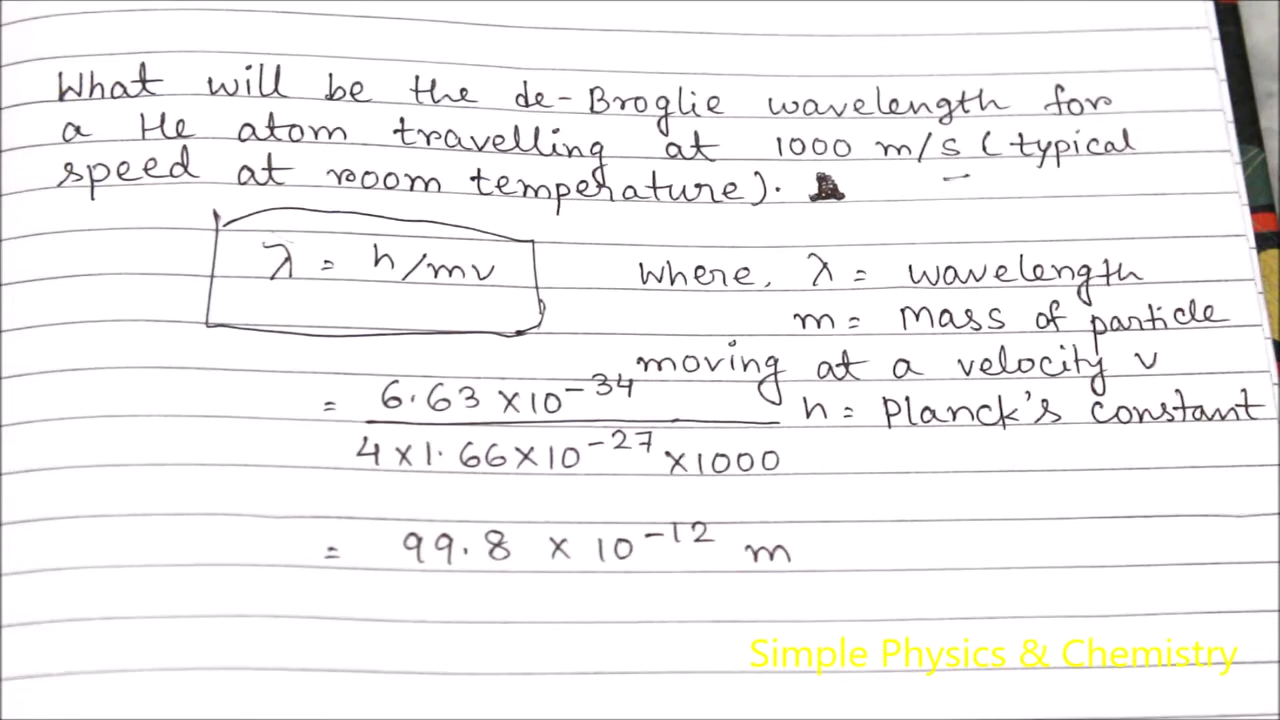 What will be the de-Broglie wavelength for
a He atom travelling at 1000 m/s (typical
speed at room temperature).
λ = h/mv
where, λ = wavelength
m = mass of particle
moving at a velocity v
h = Planck's constant
= 6.63 × 10⁻³⁴
4 × 1.66 × 10⁻²⁷ × 1000
= 99.8 × 10⁻¹² m
Simple Physics & Chemistry